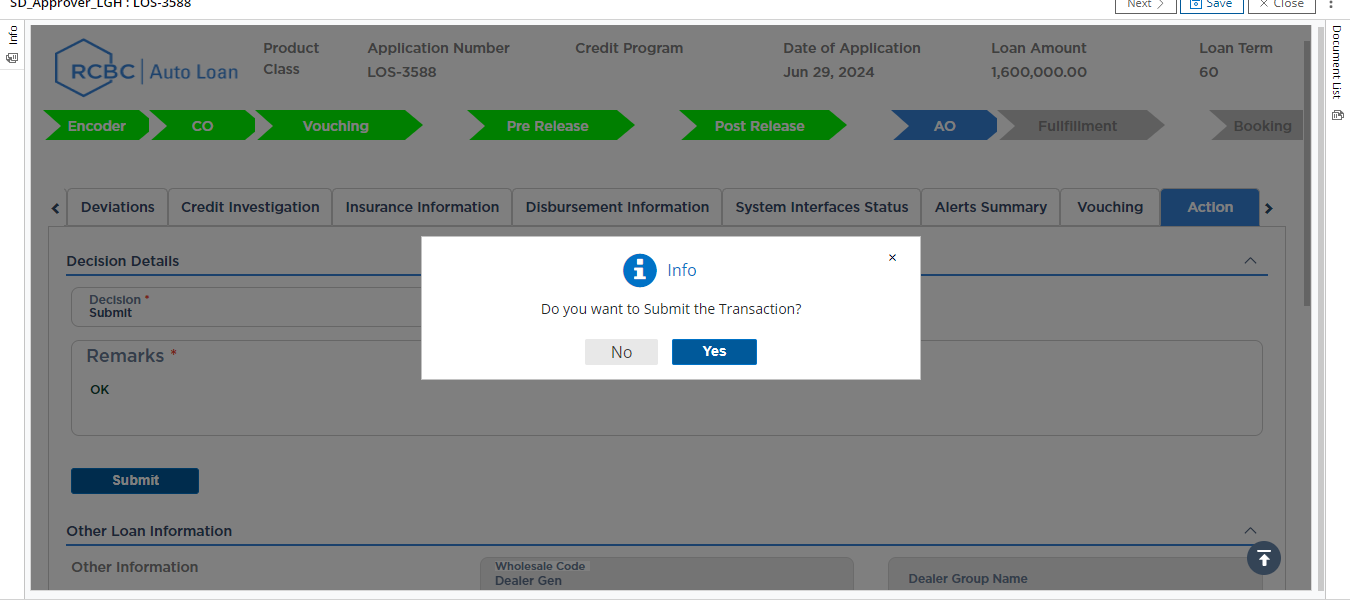 SD_Approver_LGH : LOS-3588
Next
Save
Close
Info
Document List
RCBC | Auto Loan
Product Class
Application Number
LOS-3588
Credit Program
Date of Application
Jun 29, 2024
Loan Amount
1,600,000.00
Loan Term
60
Encoder
CO
Vouching
Pre Release
Post Release
AO
Fullfillment
Booking
Deviations
Credit Investigation
Insurance Information
Disbursement Information
System Interfaces Status
Alerts Summary
Vouching
Action
Decision Details
Decision *
Submit
Remarks *
OK
Info
×
Do you want to Submit the Transaction?
No
Yes
Submit
Other Loan Information
Other Information
Wholesale Code
Dealer Gen
Dealer Group Name